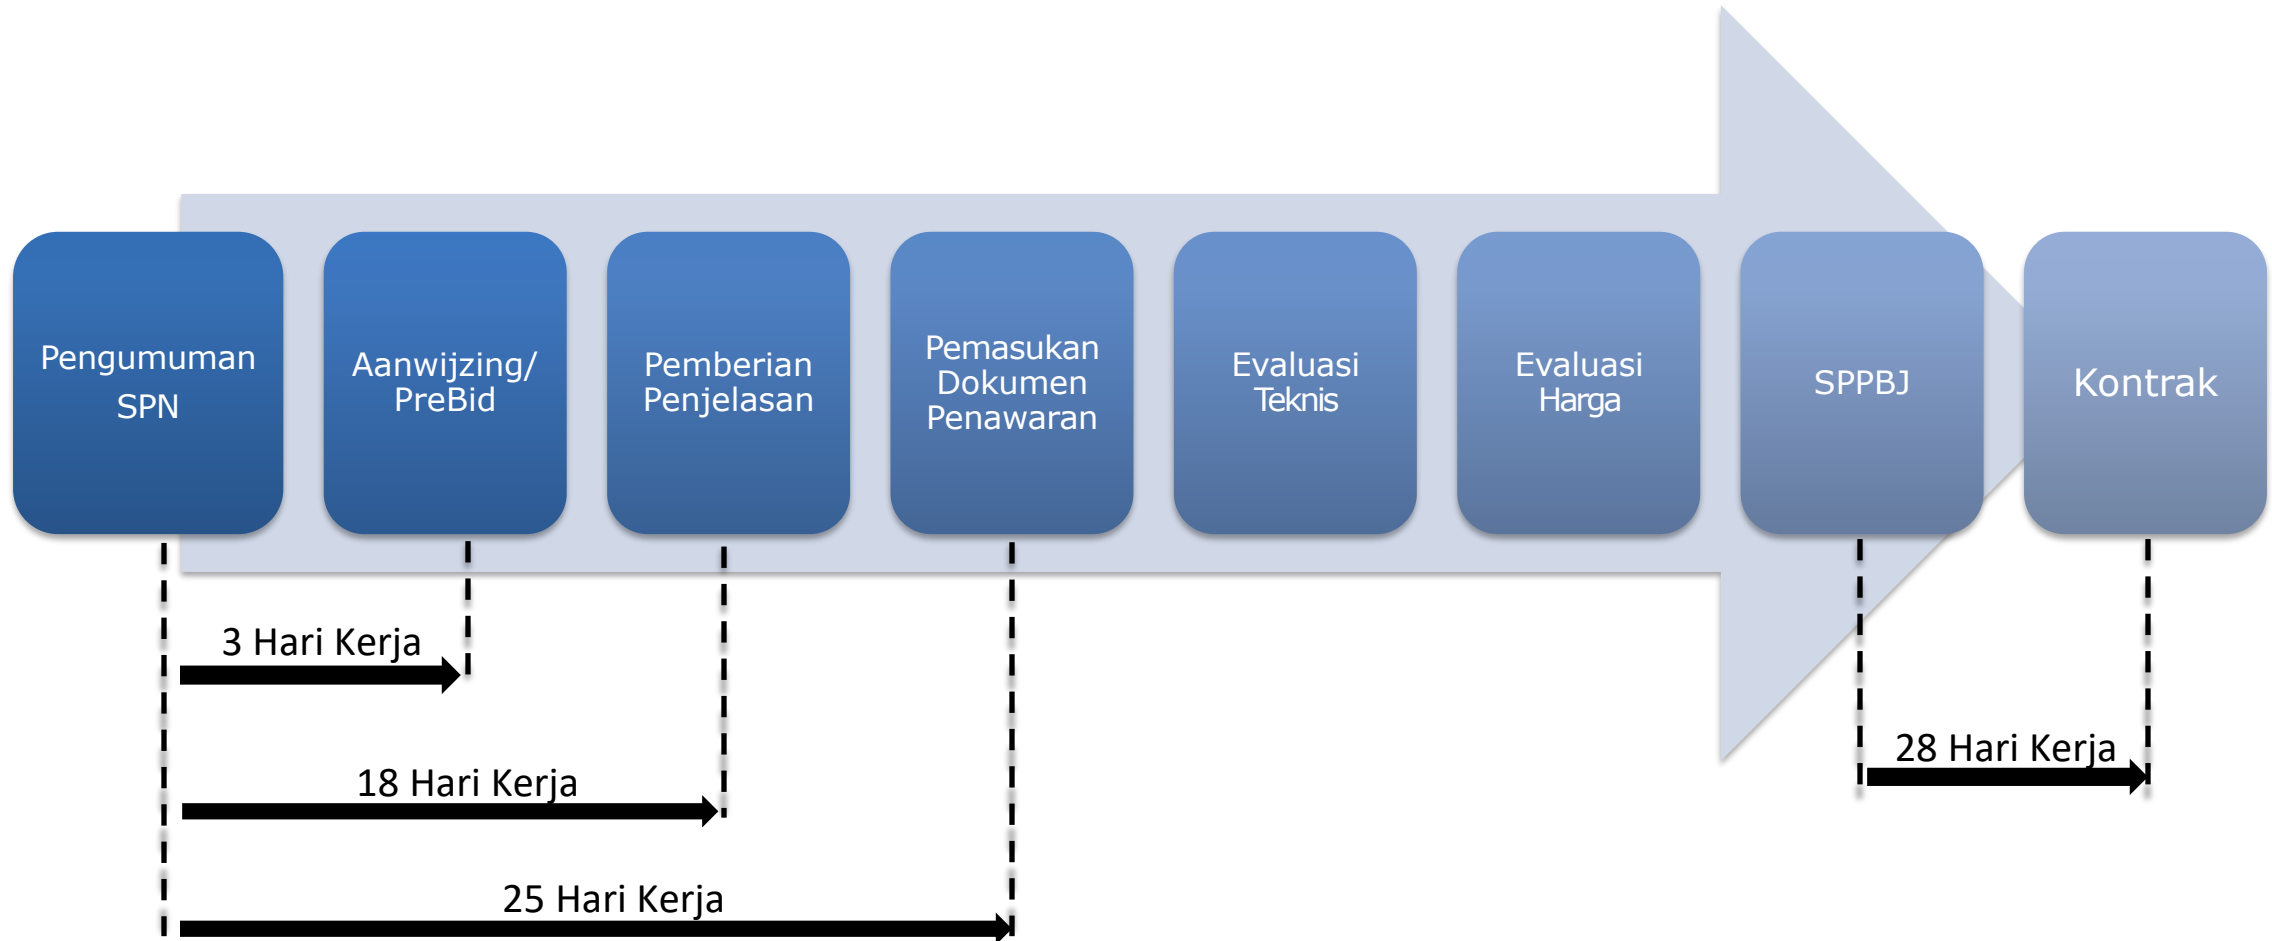 Pengumuman
SPN
Aanwijzing/
PreBid
Pemberian
Penjelasan
Pemasukan
Dokumen
Penawaran
Evaluasi
Teknis
Evaluasi
Harga
SPPBJ
Kontrak
3 Hari Kerja
28 Hari Kerja
18 Hari Kerja
25 Hari Kerja